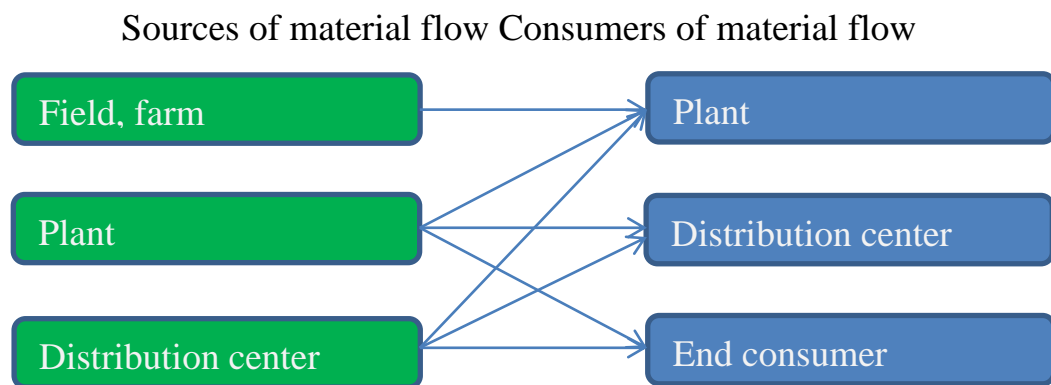 Sources of material flow Consumers of material flow
Field, farm
Plant
Plant
Distribution center
Distribution center
End consumer